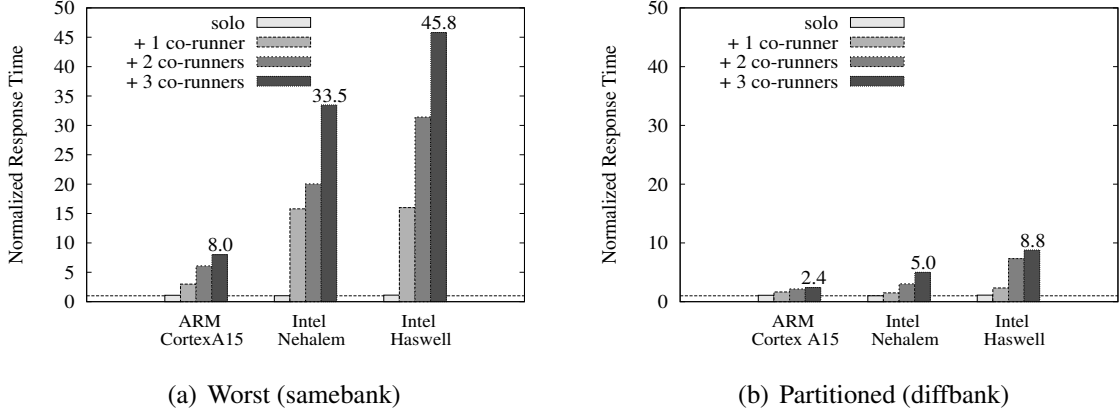 Normalized Response Time
50
45
40
35
30
25
20
15
10
5
0
solo
+ 1 co-runner
+ 2 co-runners
+ 3 co-runners
8.0
33.5
45.8
ARM
CortexA15
Intel
Nehalem
Intel
Haswell
(a) Worst (samebank)
Normalized Response Time
50
40
30
20
10
0
solo
+ 1 co-runner
+ 2 co-runners
+ 3 co-runners
2.4
5.0
8.8
ARM
Cortex A15
Intel
Nehalem
Intel
Haswell
(b) Partitioned (diffbank)